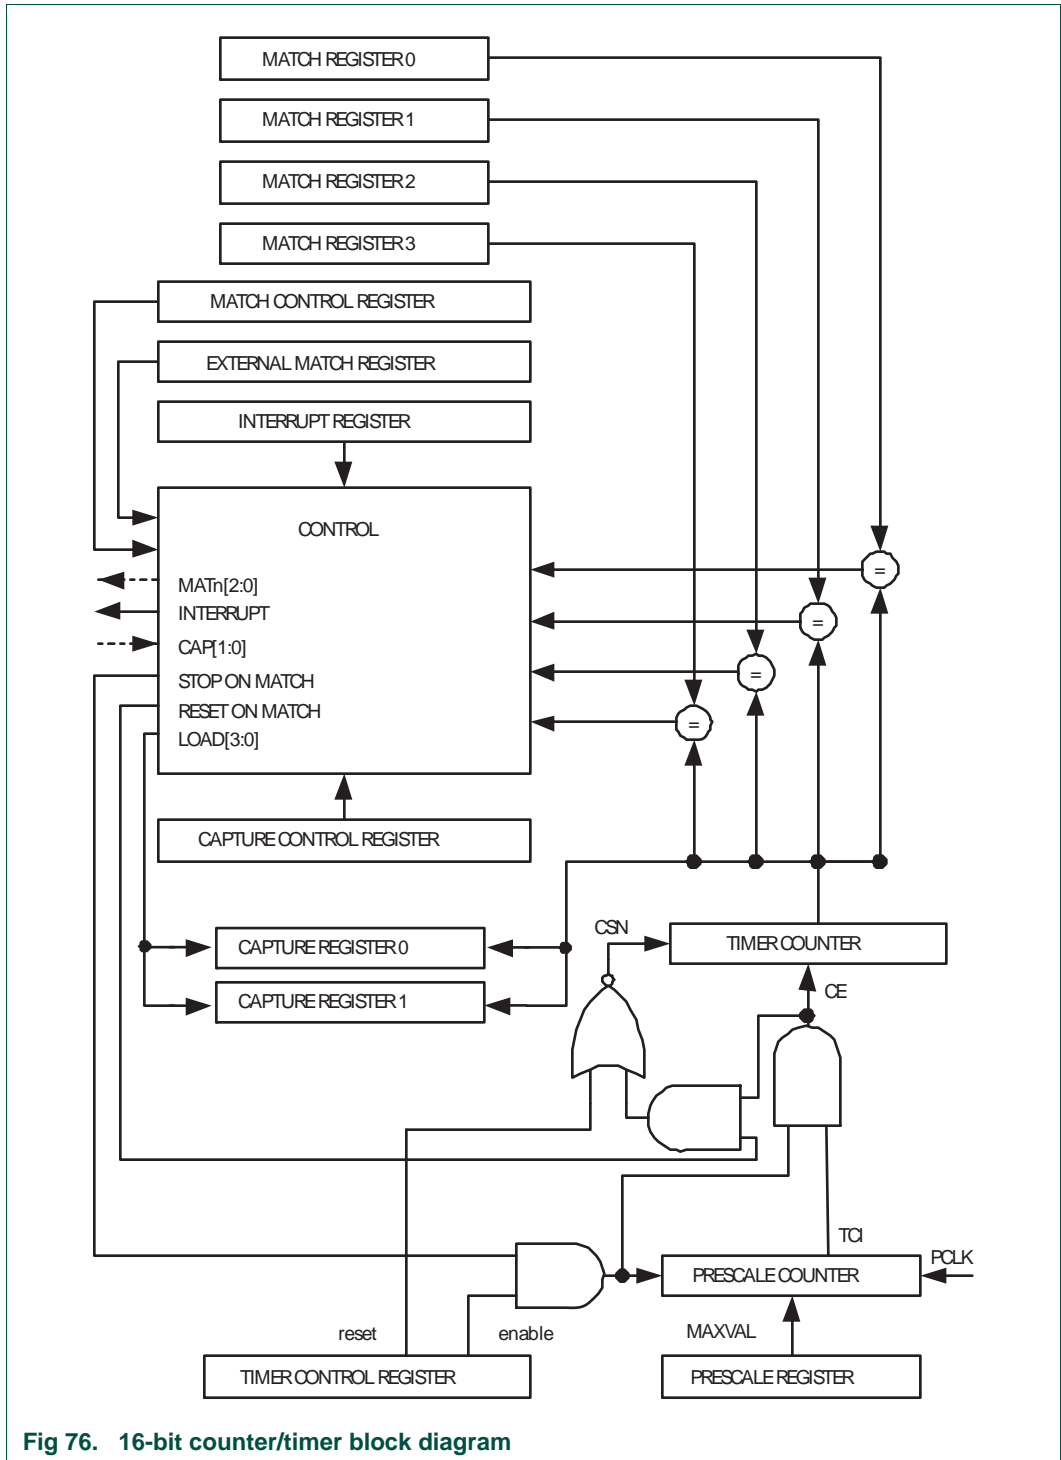 MATCH REGISTER 0
MATCH REGISTER 1
MATCH REGISTER 2
MATCH REGISTER 3
MATCH CONTROL REGISTER
EXTERNAL MATCH REGISTER
INTERRUPT REGISTER
CONTROL
=
MATn[2:0]
INTERRUPT
=
CAP[1:0]
STOP ON MATCH
=
RESET ON MATCH
=
LOAD[3:0]
CAPTURE CONTROL REGISTER
CSN
CAPTURE REGISTER 0
TIMER COUNTER
CAPTURE REGISTER 1
CE
TCI
PCLK
PRESCALE COUNTER
reset
enable
MAXVAL
TIMER CONTROL REGISTER
PRESCALE REGISTER
Fig 76. 16-bit counter/timer block diagram